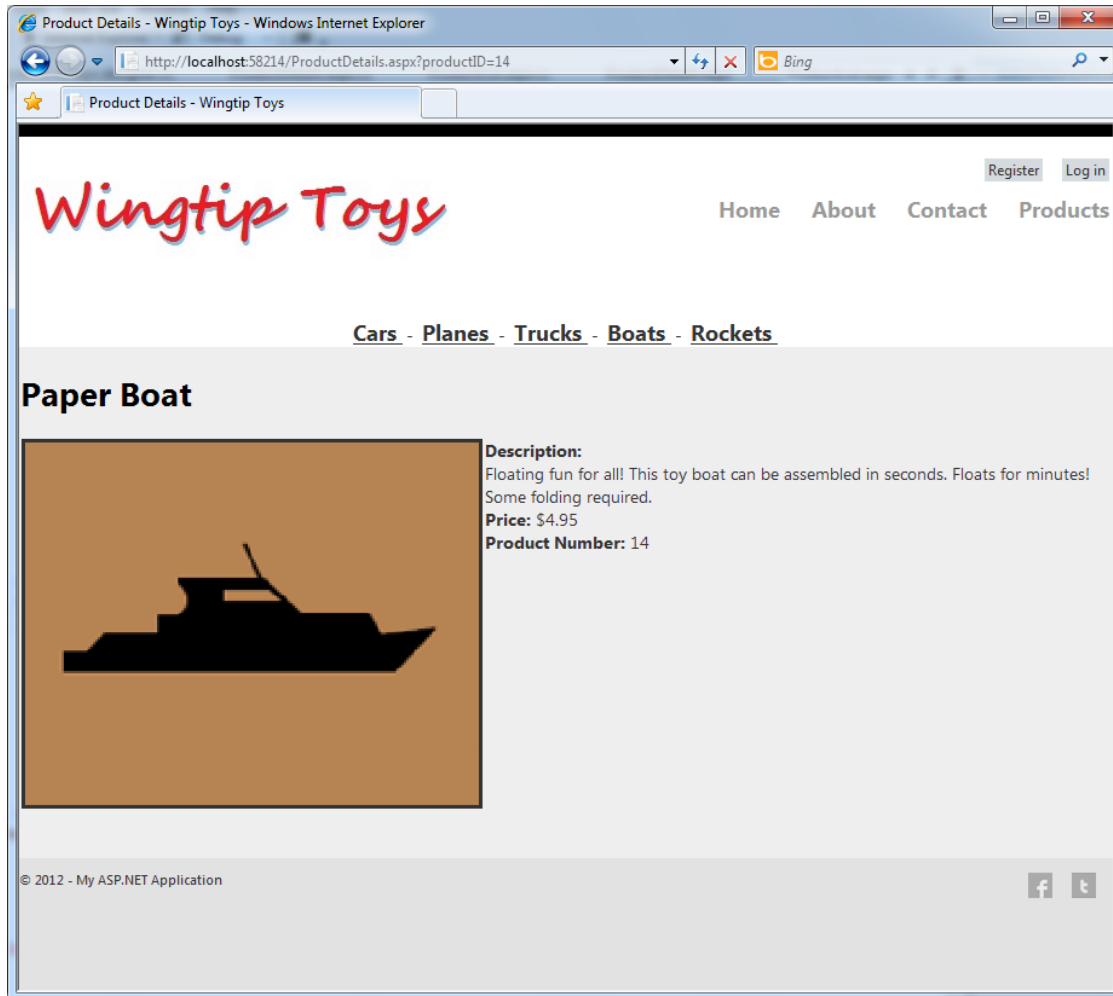 Product Details - Wingtip Toys - Windows Internet Explorer
http://localhost:58214/ProductDetails.aspx?productID=14
Bing
Product Details - Wingtip Toys
Register Log in
Wingtip Toys
Home About Contact Products
Cars - Planes - Trucks - Boats - Rockets
Paper Boat
Description:
Floating fun for all! This toy boat can be assembled in seconds. Floats for minutes!
Some folding required.
Price: $4.95
Product Number: 14
© 2012 - My ASP.NET Application